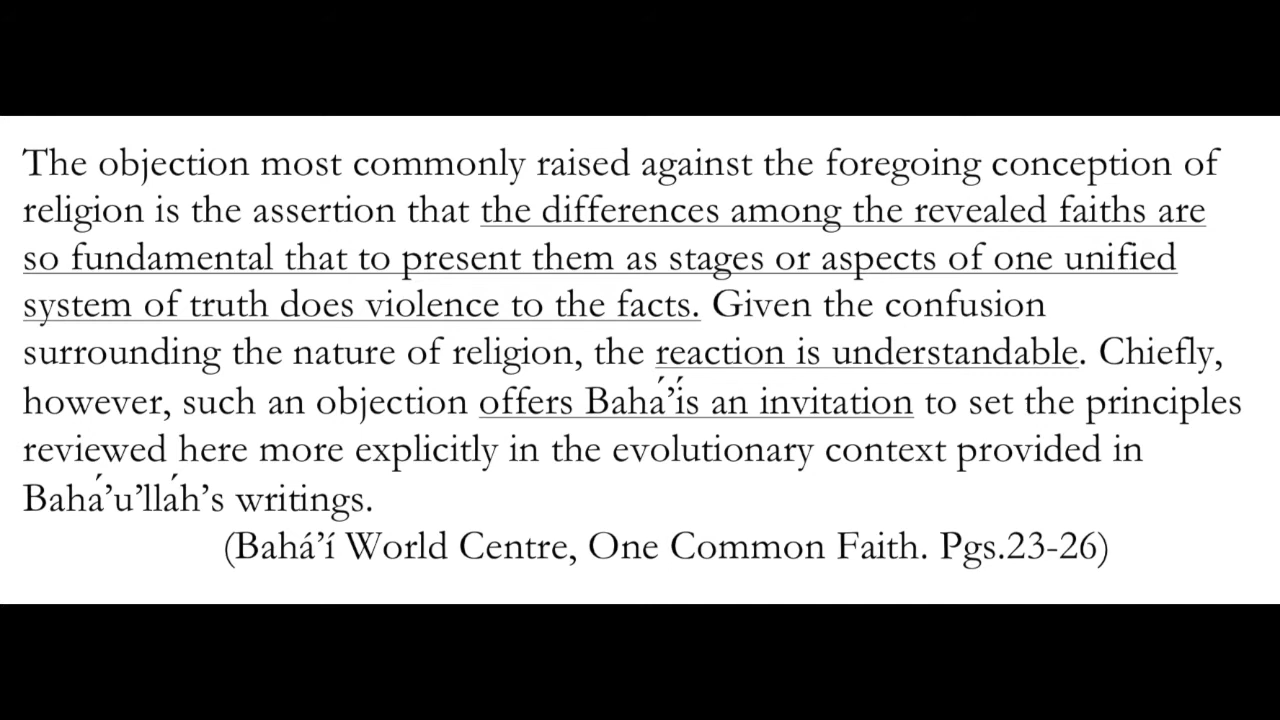 The objection most commonly raised against the foregoing conception of
religion is the assertion that the differences among the revealed faiths are
so fundamental that to present them as stages or aspects of one unified
system of truth does violence to the facts. Given the confusion
surrounding the nature of religion, the reaction is understandable. Chiefly,
however, such an objection offers Bahá’ís an invitation to set the principles
reviewed here more explicitly in the evolutionary context provided in
Bahá’u’lláh’s writings.
(Bahá’í World Centre, One Common Faith. Pgs.23-26)